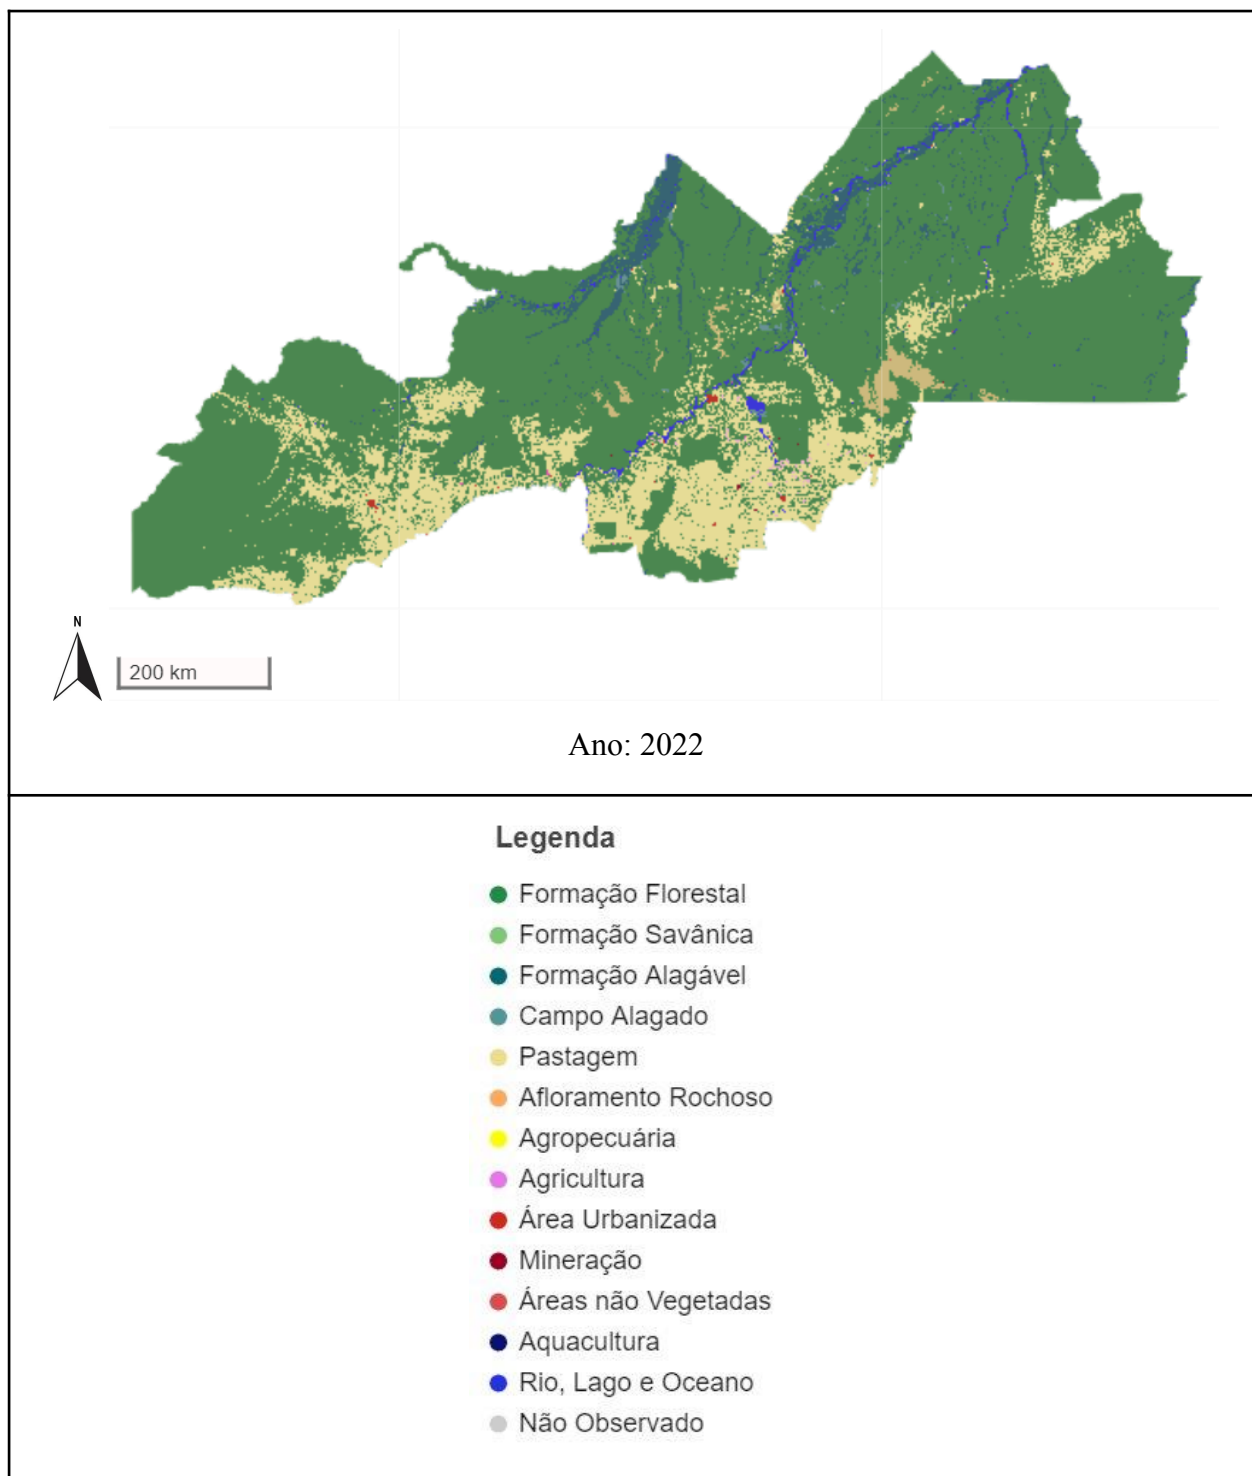 N
200 km
Ano: 2022
Legenda
Formação Florestal
Formação Savânica
Formação Alagável
Campo Alagado
Pastagem
Afloramento Rochoso
Agropecuária
Agricultura
Área Urbanizada
Mineração
Áreas não Vegetadas
Aquacultura
Rio, Lago e Oceano
Não Observado